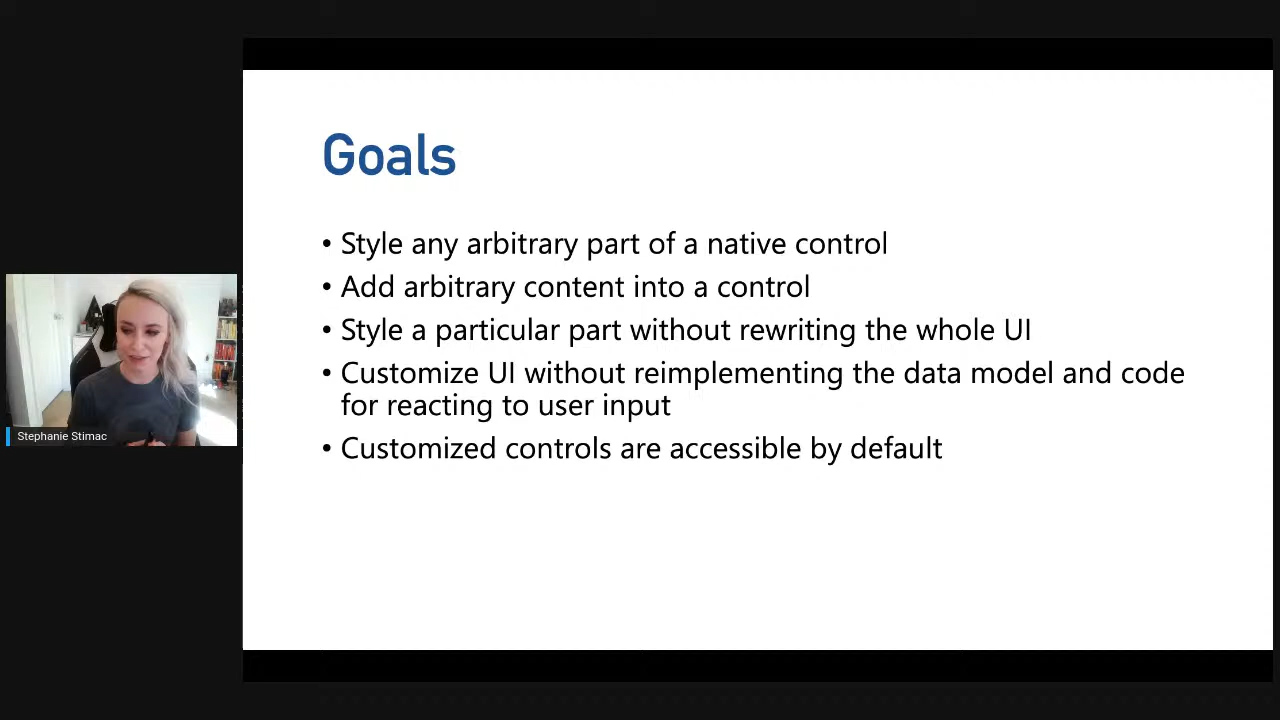 Goals
• Style any arbitrary part of a native control
• Add arbitrary content into a control
• Style a particular part without rewriting the whole UI
• Customize UI without reimplementing the data model and code
for reacting to user input
• Customized controls are accessible by default
Stephanie Stimac